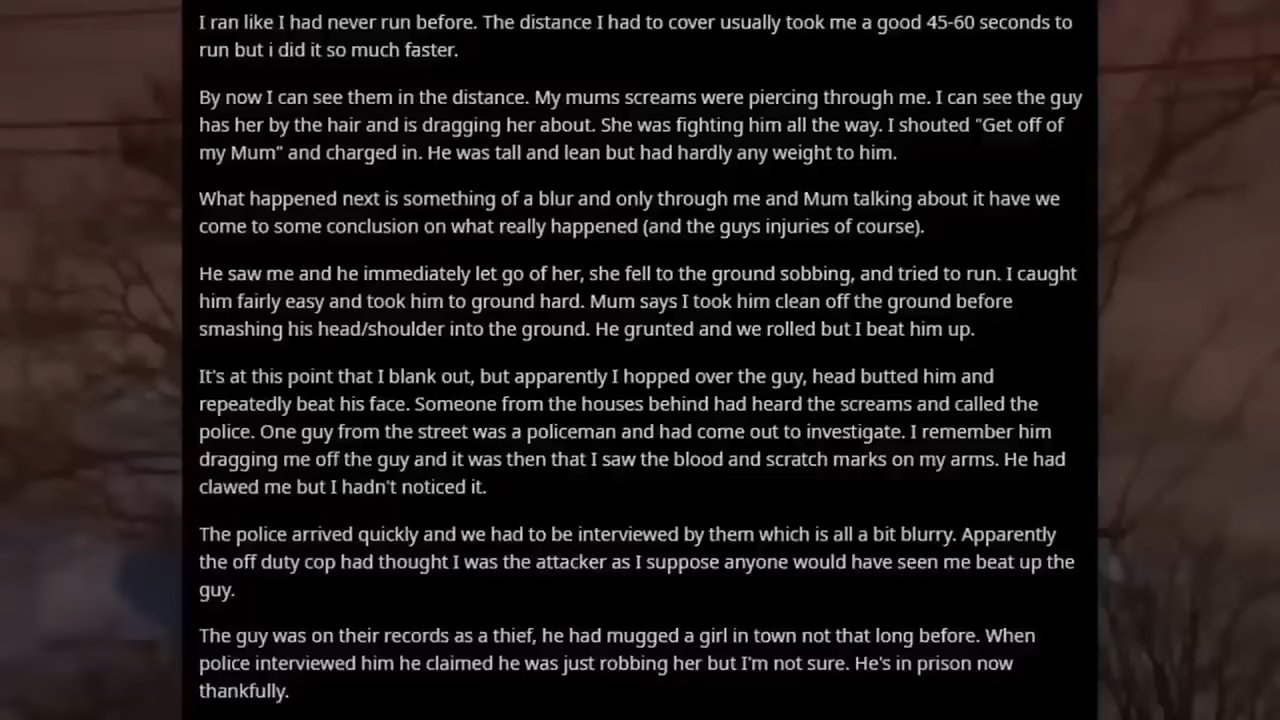 I ran like I had never run before. The distance I had to cover usually took me a good 45-60 seconds to
run but i did it so much faster.
By now I can see them in the distance. My mums screams were piercing through me. I can see the guy
has her by the hair and is dragging her about. She was fighting him all the way. I shouted "Get off of
my Mum" and charged in. He was tall and lean but had hardly any weight to him.
What happened next is something of a blur and only through me and Mum talking about it have we
come to some conclusion on what really happened (and the guys injuries of course).
He saw me and he immediately let go of her, she fell to the ground sobbing, and tried to run. I caught
him fairly easy and took him to ground hard. Mum says I took him clean off the ground before
smashing his head/shoulder into the ground. He grunted and we rolled but I beat him up.
It's at this point that I blank out, but apparently I hopped over the guy, head butted him and
repeatedly beat his face. Someone from the houses behind had heard the screams and called the
police. One guy from the street was a policeman and had come out to investigate. I remember him
dragging me off the guy and it was then that I saw the blood and scratch marks on my arms. He had
clawed me but I hadn't noticed it.
The police arrived quickly and we had to be interviewed by them which is all a bit blurry. Apparently
the off duty cop had thought I was the attacker as I suppose anyone would have seen me beat up the
guy.
The guy was on their records as a thief, he had mugged a girl in town not that long before. When
police interviewed him he claimed he was just robbing her but I'm not sure. He's in prison now
thankfully.